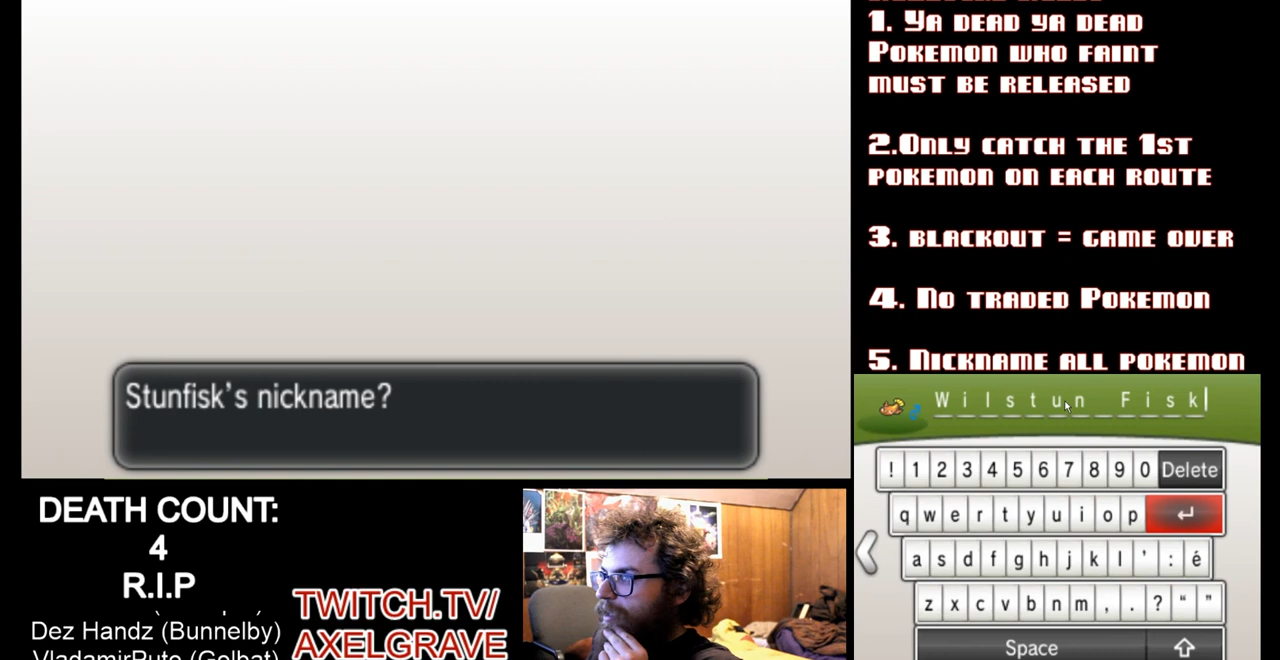 1. Ya dead ya dead
Pokemon who faint
must be released
2.Only catch the 1st
pokemon on each route
3. blackout = game over
4. No traded Pokemon
5. Nickname all pokemon
Stunfisk's nickname?
Wilstun Fisk
! 1 2 3 4 5 6 7 8 9 0 Delete
q w e r t y u i o p ↵
a s d f g h j k l ' : é
z x c v b n m , . ? “ ”
Space
DEATH COUNT:
4
R.I.P
Dez Handz (Bunnelby)
VladamirPute (Golbat)
TWITCH.TV/
AXELGRAVE